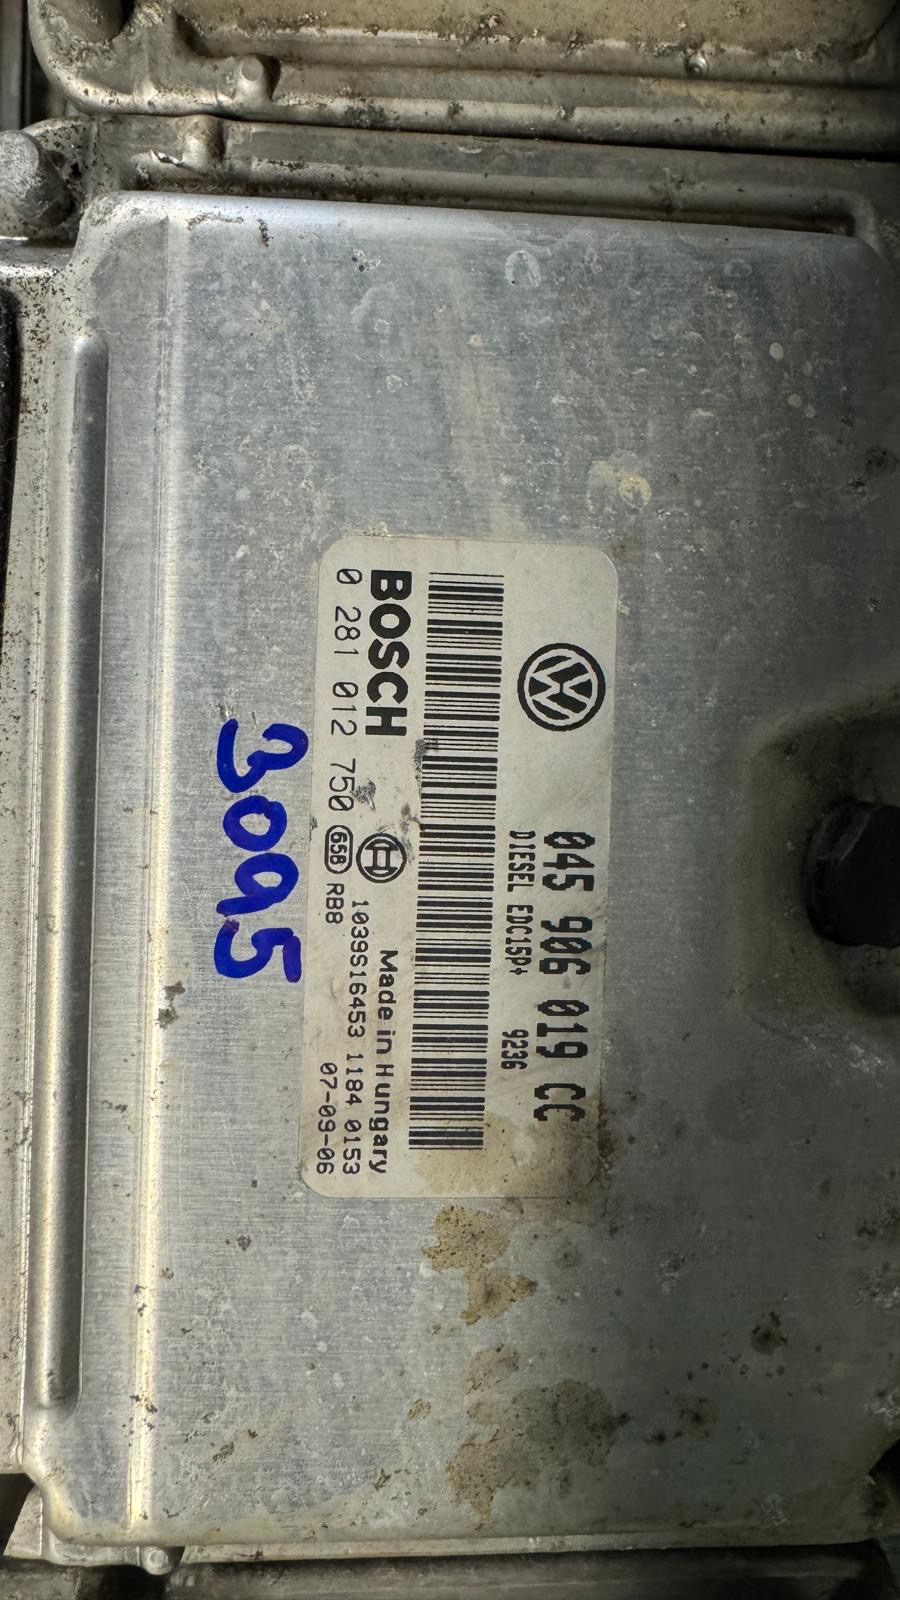 045 906 019 CC
DIESEL EDC15P+ 9236
BOSCH
Made in Hungary
0 281 012 750 658 RB8
1039S16453 1184 0153
07-09-06
3095